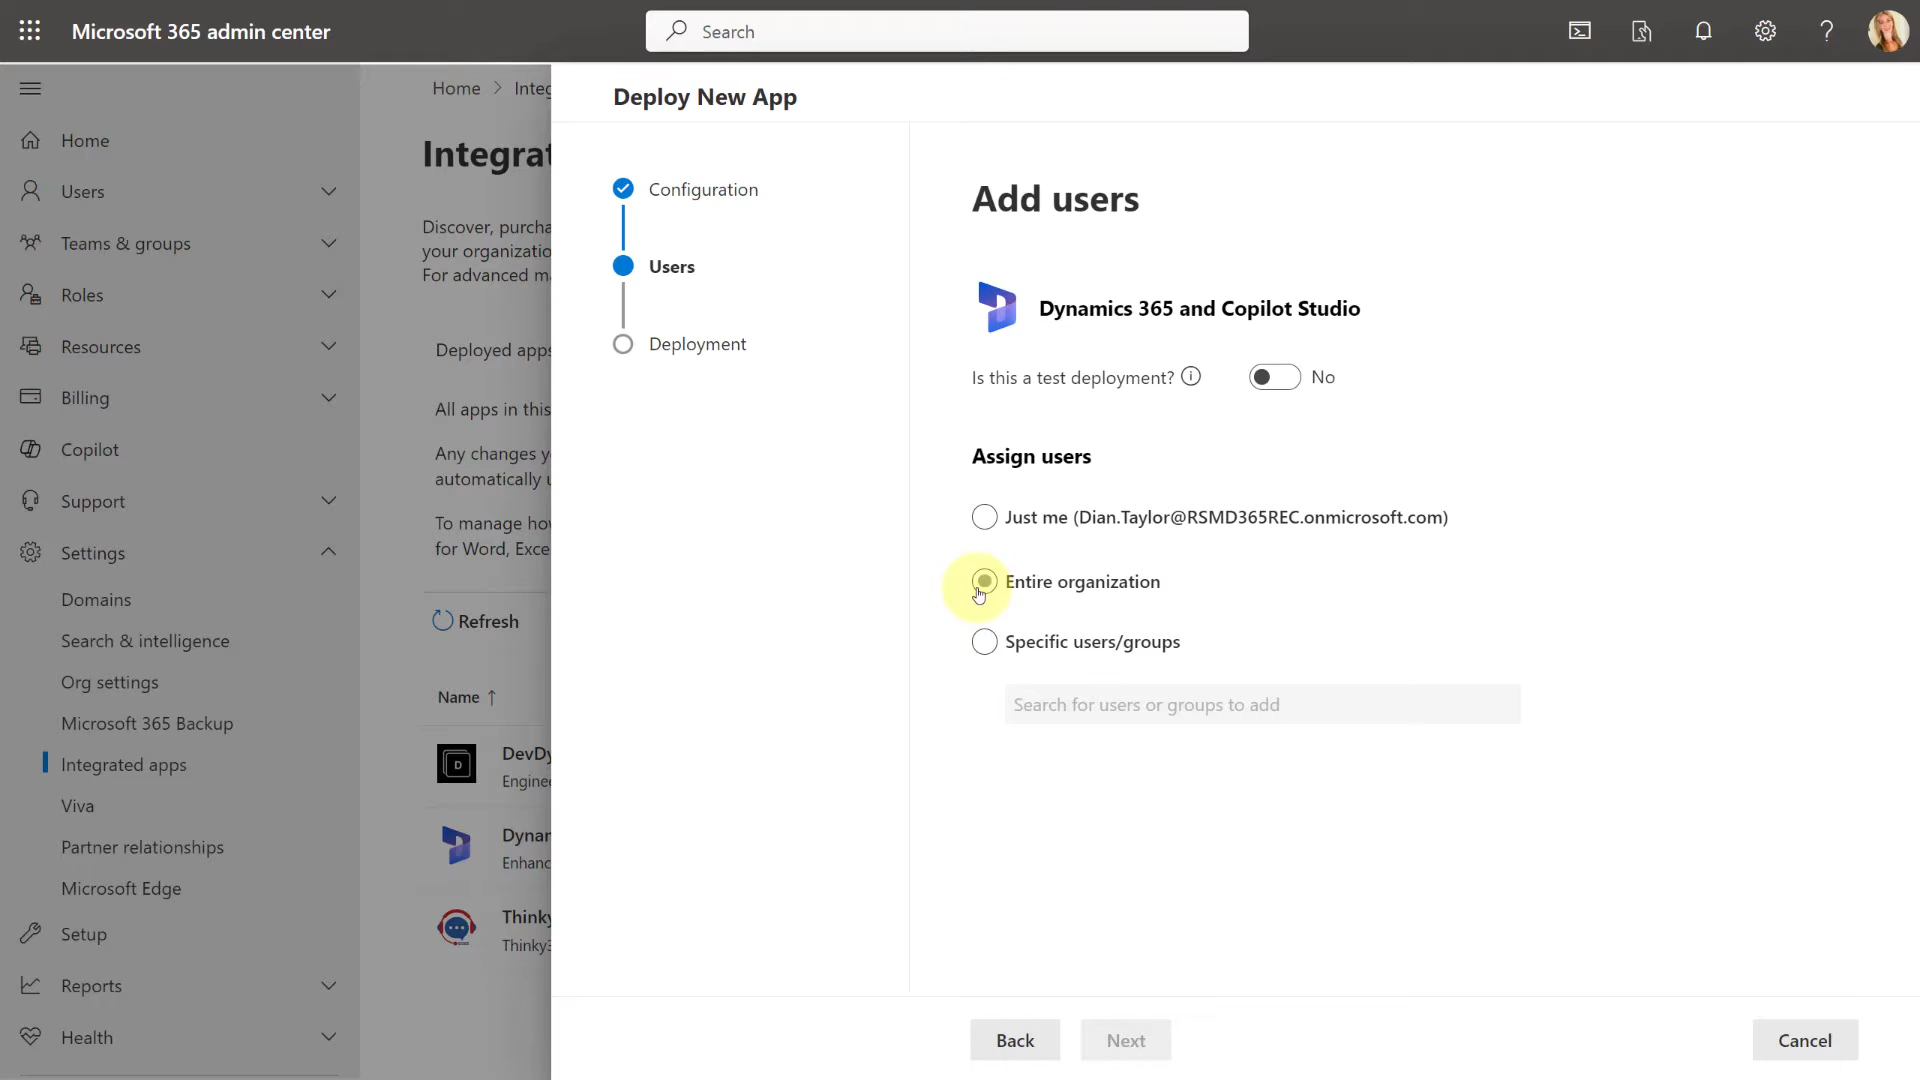 Microsoft 365 admin center
Search
Home
Users
Teams & groups
Roles
Resources
Billing
Copilot
Support
Settings
Domains
Search & intelligence
Org settings
Microsoft 365 Backup
Integrated apps
Viva
Partner relationships
Microsoft Edge
Setup
Reports
Health
Home > Integ
Integrat
Discover, purcha
your organizatio
For advanced m
Deployed apps
All apps in this
Any changes y
automatically u
To manage ho
for Word, Exce
Refresh
Name ↑
D
DevDy
Enginee
Dynam
Enhanc
Thinky
Thinky3
Deploy New App
Configuration
Users
Deployment
Add users
Dynamics 365 and Copilot Studio
Is this a test deployment? No
Assign users
Just me (Dian.Taylor@RSMD365REC.onmicrosoft.com)
Entire organization
Specific users/groups
Search for users or groups to add
Back
Next
Cancel